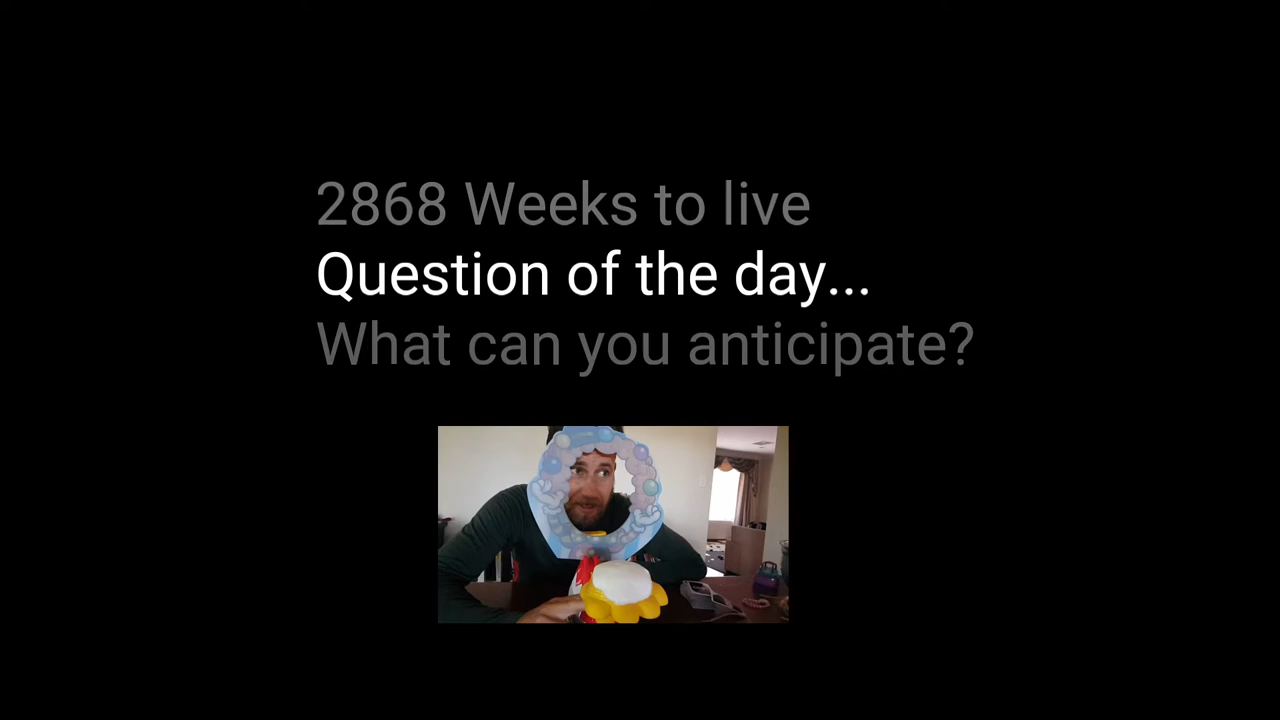 2868 Weeks to live
Question of the day...
What can you anticipate?